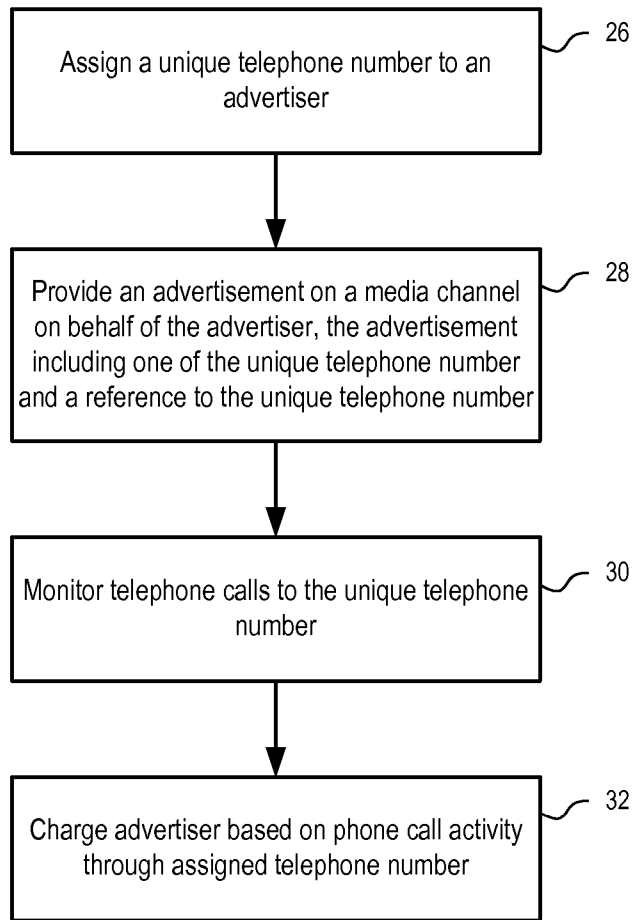 Assign a unique telephone number to an
advertiser
26
Provide an advertisement on a media channel
on behalf of the advertiser, the advertisement
including one of the unique telephone number
and a reference to the unique telephone number
28
Monitor telephone calls to the unique telephone
number
30
Charge advertiser based on phone call activity
through assigned telephone number
32